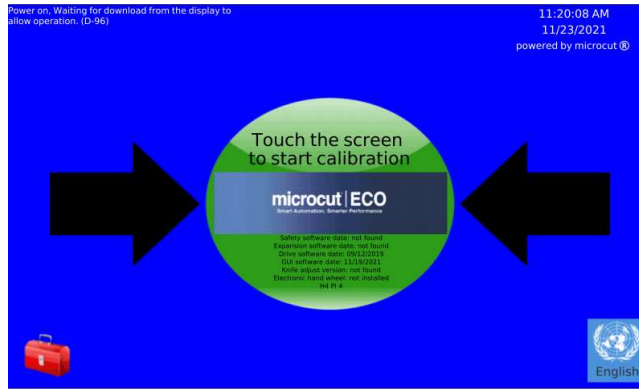 Power on, Waiting for download from the display to
allow operation. (D-96)
11:20:08 AM
11/23/2021
powered by microcut ®
Touch the screen
to start calibration
microcut | ECO
Smart Automation, Smarter Performance
Safety software date: not found
Expansion software date: not found
Drive software date: 09/12/2019
GUI software date: 11/19/2021
Knife adjust version: not found
Electronic hand wheel: not installed
H4 PI 4
English